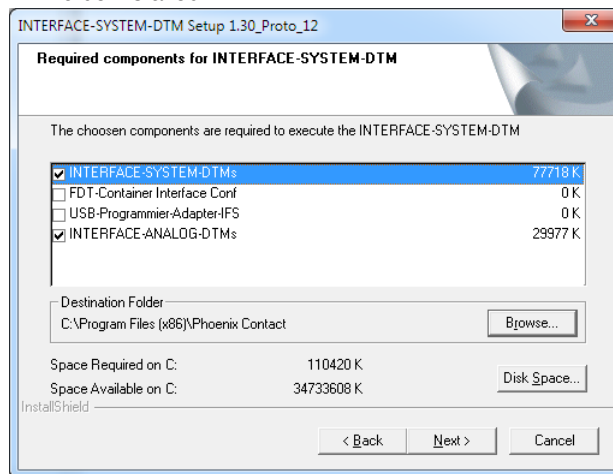 INTERFACE-SYSTEM-DTM Setup 1.30_Proto_12
Required components for INTERFACE-SYSTEM-DTM
The choosen components are required to execute the INTERFACE-SYSTEM-DTM
INTERFACE-SYSTEM-DTMs 77718 K
FDT-Container Interface Conf 0 K
USB-Programmier-Adapter-IFS 0 K
INTERFACE-ANALOG-DTMs 29977 K
Destination Folder
C:\Program Files (x86)\Phoenix Contact
Browse...
Space Required on C: 110420 K
Space Available on C: 34733608 K
Disk Space...
InstallShield
< Back Next > Cancel